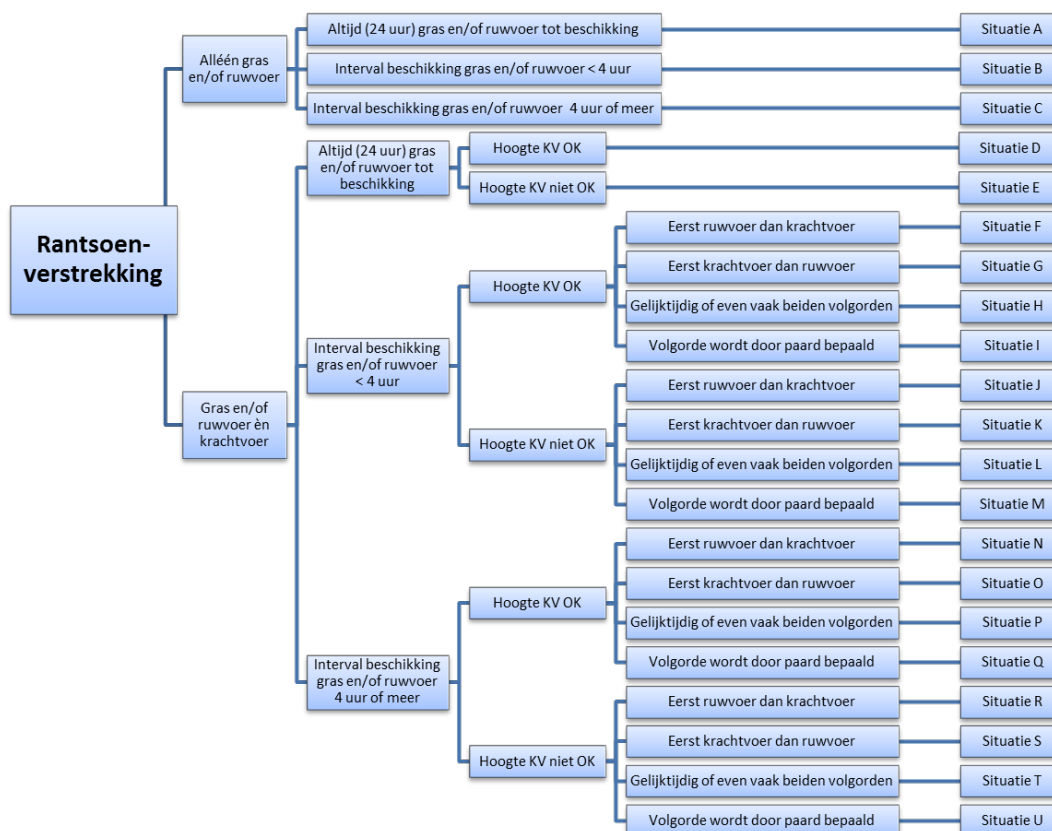 Rantsoen-
verstrekking
Alléén gras
en/of ruwvoer
Altijd (24 uur) gras en/of ruwvoer tot beschikking
Situatie A
Interval beschikking gras en/of ruwvoer < 4 uur
Situatie B
Interval beschikking gras en/of ruwvoer  4 uur of meer
Situatie C
Gras en/of
ruwvoer èn
krachtvoer
Altijd (24 uur) gras
en/of ruwvoer tot
beschikking
Hoogte KV OK
Situatie D
Hoogte KV niet OK
Situatie E
Interval beschikking
gras en/of ruwvoer
< 4 uur
Hoogte KV OK
Eerst ruwvoer dan krachtvoer
Situatie F
Eerst krachtvoer dan ruwvoer
Situatie G
Gelijktijdig of even vaak beiden volgorden
Situatie H
Volgorde wordt door paard bepaald
Situatie I
Hoogte KV niet OK
Eerst ruwvoer dan krachtvoer
Situatie J
Eerst krachtvoer dan ruwvoer
Situatie K
Gelijktijdig of even vaak beiden volgorden
Situatie L
Volgorde wordt door paard bepaald
Situatie M
Interval beschikking
gras en/of ruwvoer
4 uur of meer
Hoogte KV OK
Eerst ruwvoer dan krachtvoer
Situatie N
Eerst krachtvoer dan ruwvoer
Situatie O
Gelijktijdig of even vaak beiden volgorden
Situatie P
Volgorde wordt door paard bepaald
Situatie Q
Hoogte KV niet OK
Eerst ruwvoer dan krachtvoer
Situatie R
Eerst krachtvoer dan ruwvoer
Situatie S
Gelijktijdig of even vaak beiden volgorden
Situatie T
Volgorde wordt door paard bepaald
Situatie U